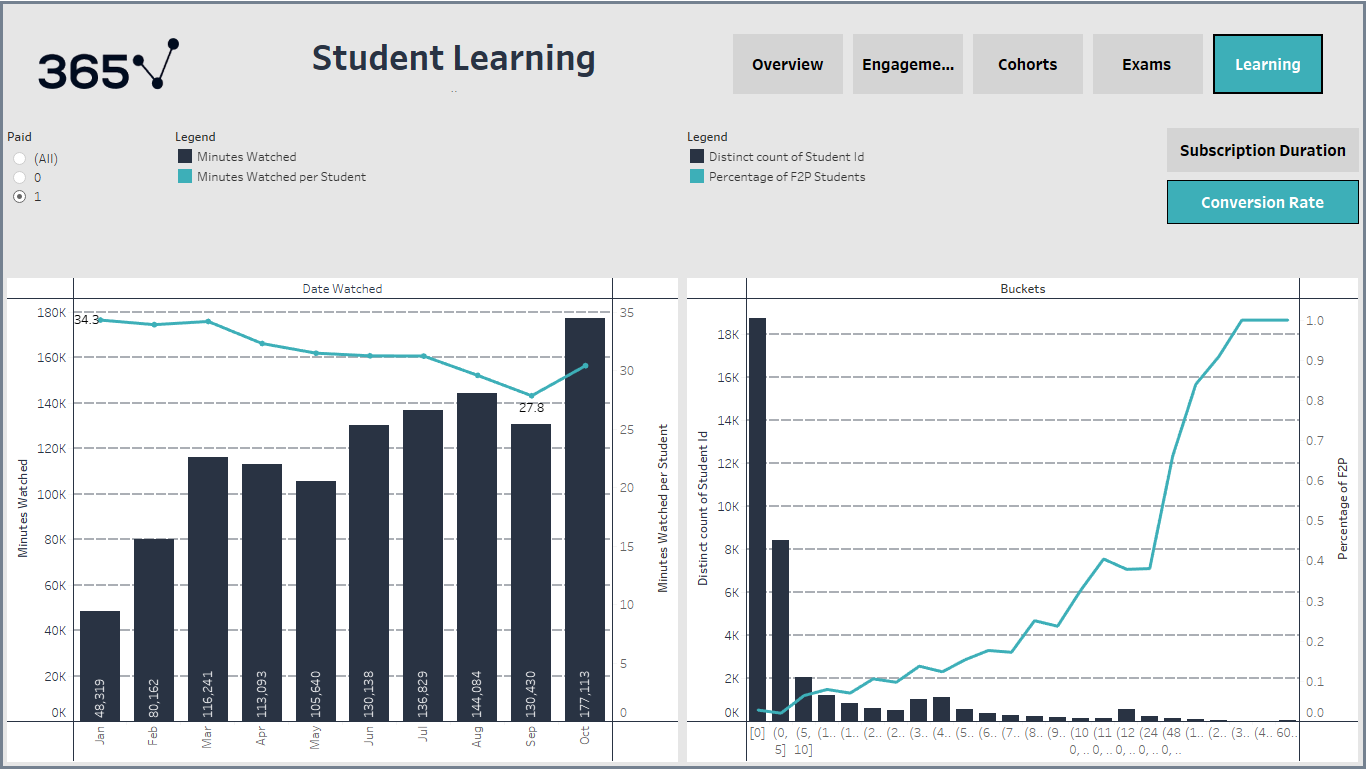 365
Student Learning
..
Overview
Engageme...
Cohorts
Exams
Learning
Paid
(All)
0
1
Legend
Minutes Watched
Minutes Watched per Student
Legend
Distinct count of Student Id
Percentage of F2P Students
Subscription Duration
Conversion Rate
Date Watched
Minutes Watched
180K
160K
140K
120K
100K
80K
60K
40K
20K
0K
34.3
27.8
48,319
80,162
116,241
113,093
105,640
130,138
136,829
144,084
130,430
177,113
Jan
Feb
Mar
Apr
May
Jun
Jul
Aug
Sep
Oct
35
30
25
20
15
10
5
0
Minutes Watched per Student
Buckets
Distinct count of Student Id
18K
16K
14K
12K
10K
8K
6K
4K
2K
0K
[0] (0, (5, (1.. (1.. (2.. (2.. (3.. (4.. (5.. (6.. (7.. (8.. (9.. (10 (11 (12 (24 (48 (1.. (2.. (3.. (4.. 60..
5] 10] 0, .. 0, .. 0, .. 0, .. 0, ..
1.0
0.9
0.8
0.7
0.6
0.5
0.4
0.3
0.2
0.1
0.0
Percentage of F2P